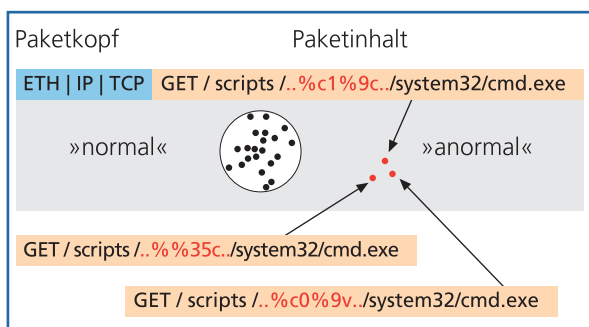 Paketkopf Paketinhalt
ETH | IP | TCP GET / scripts /..%c1%9c../system32/cmd.exe
»normal« »anormal«
GET / scripts /..%%35c../system32/cmd.exe
GET / scripts /..%c0%9v../system32/cmd.exe